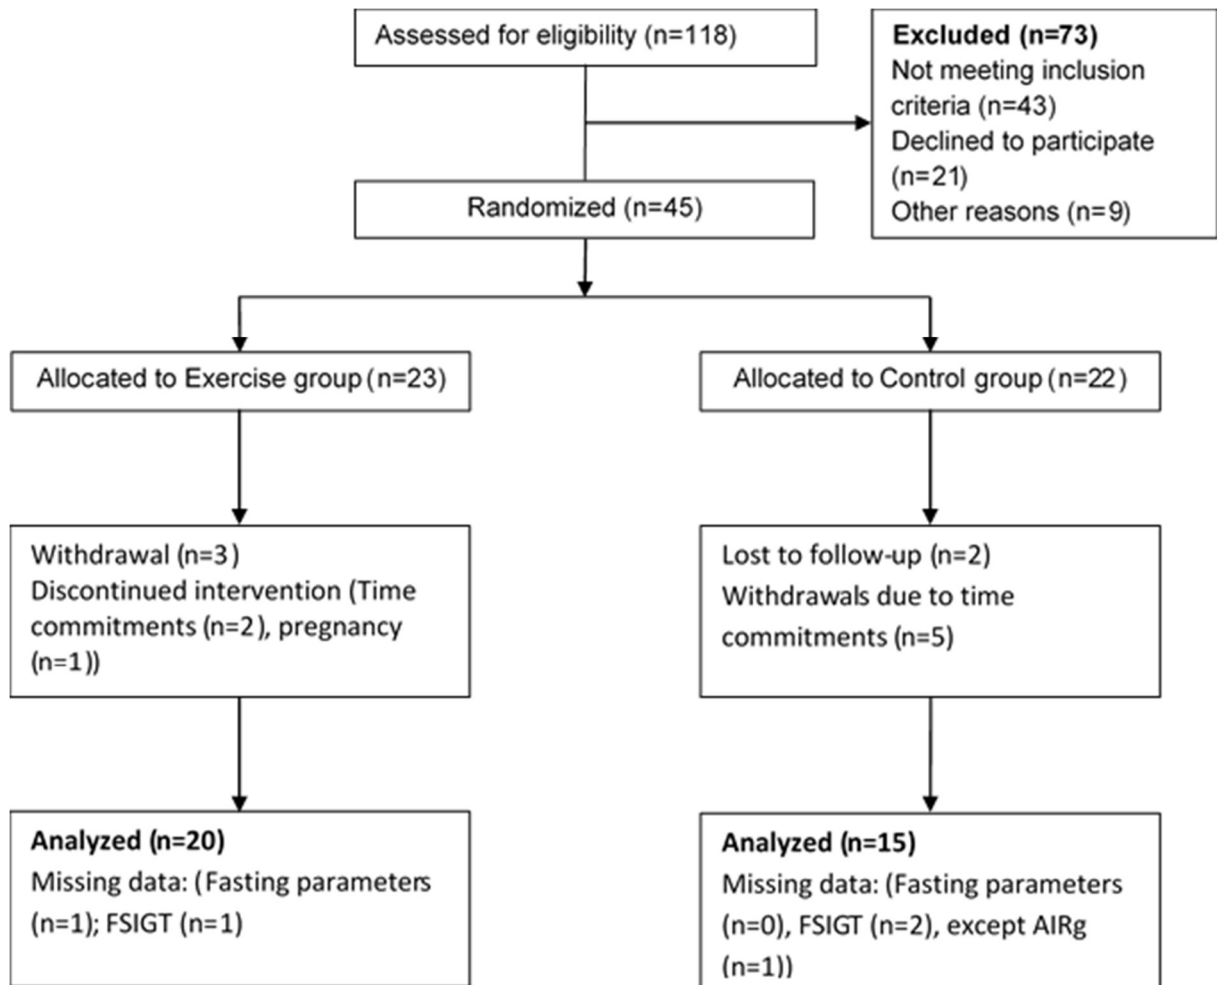 Assessed for eligibility (n=118)
Excluded (n=73)
Not meeting inclusion
criteria (n=43)
Declined to participate
(n=21)
Other reasons (n=9)
Randomized (n=45)
Allocated to Exercise group (n=23)
Allocated to Control group (n=22)
Withdrawal (n=3)
Discontinued intervention (Time
commitments (n=2), pregnancy
(n=1))
Lost to follow-up (n=2)
Withdrawals due to time
commitments (n=5)
Analyzed (n=20)
Missing data: (Fasting parameters
(n=1); FSIGT (n=1)
Analyzed (n=15)
Missing data: (Fasting parameters
(n=0), FSIGT (n=2), except AIRg
(n=1))